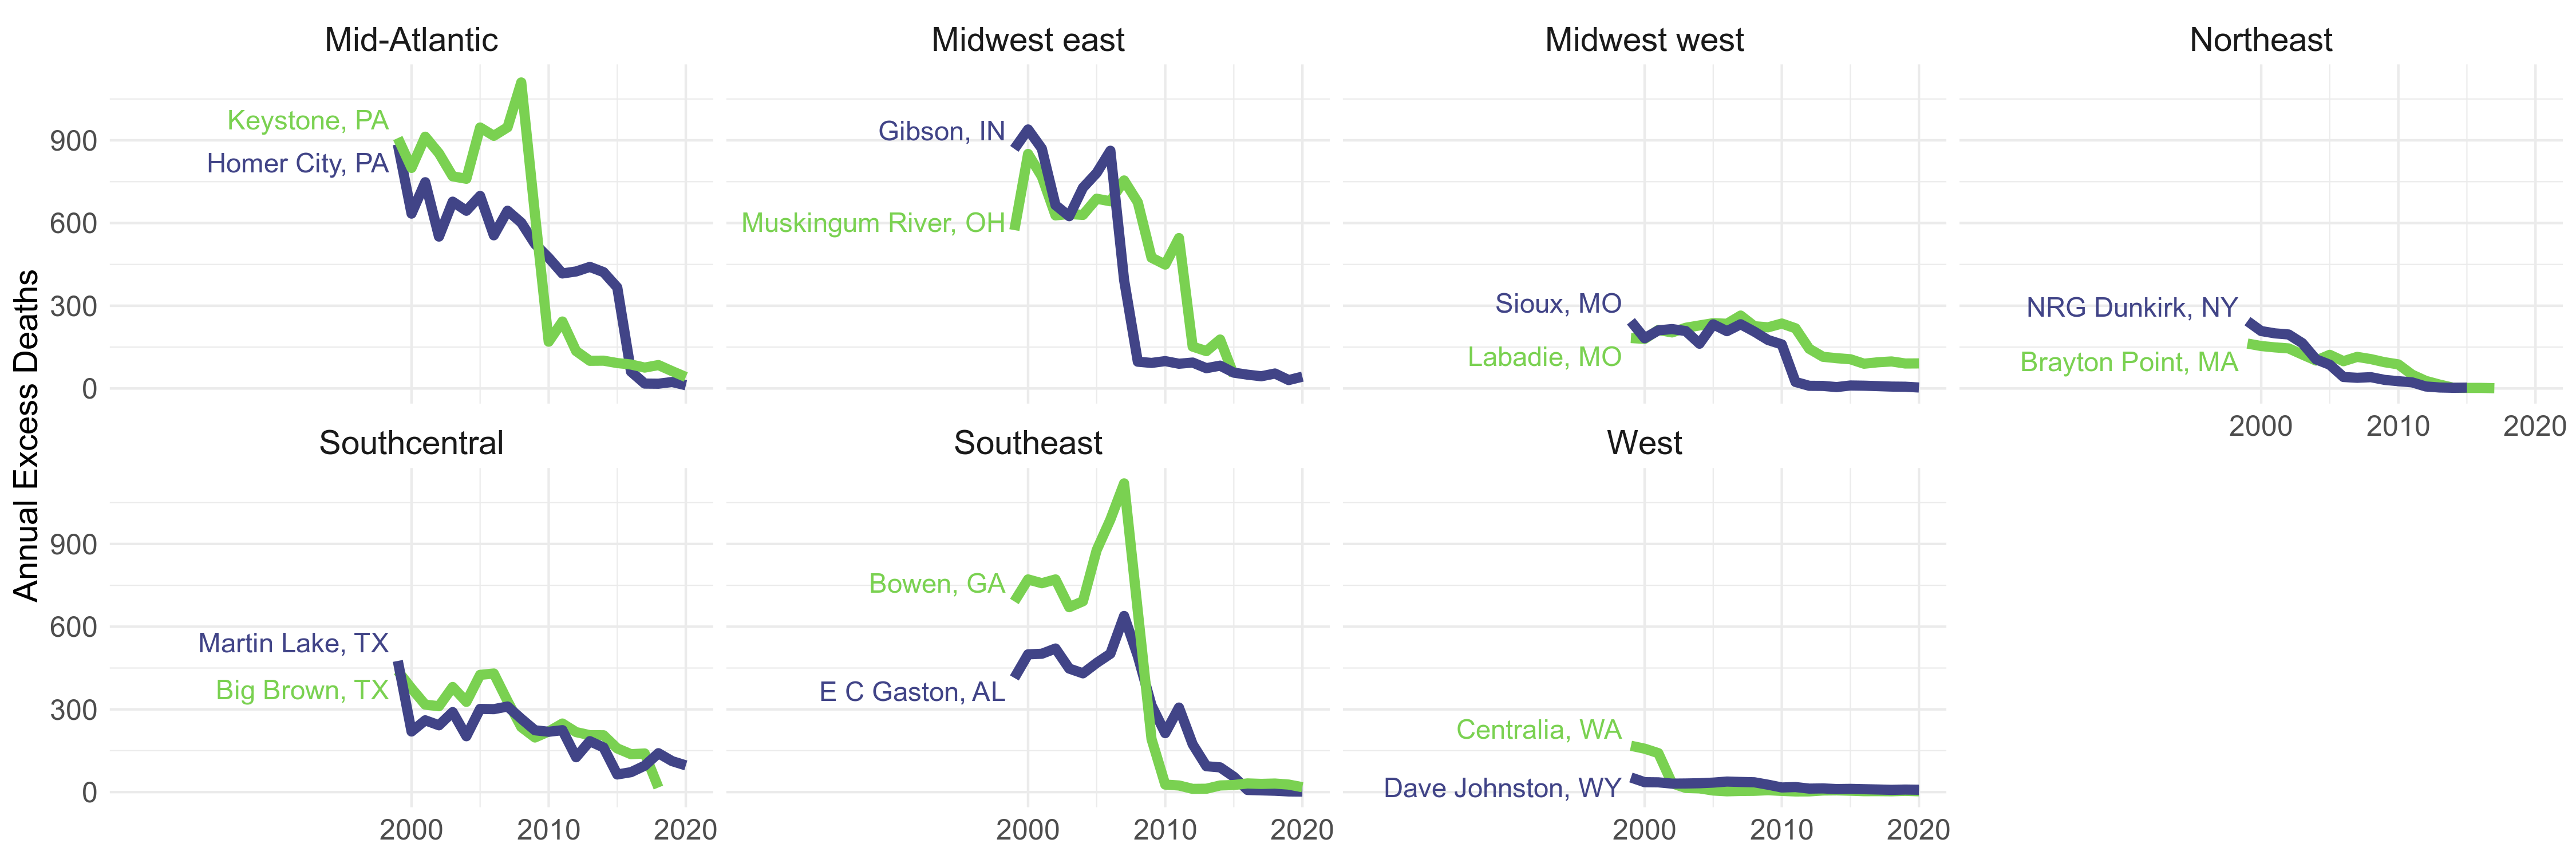 Mid-Atlantic
Midwest east
Midwest west
Northeast
Annual Excess Deaths
900
600
300
0
Keystone, PA
Homer City, PA
Gibson, IN
Muskingum River, OH
Sioux, MO
Labadie, MO
NRG Dunkirk, NY
Brayton Point, MA
2000 2010 2020
Southcentral
Southeast
West
900
600
300
0
Martin Lake, TX
Big Brown, TX
Bowen, GA
E C Gaston, AL
Centralia, WA
Dave Johnston, WY
2000 2010 2020
2000 2010 2020
2000 2010 2020